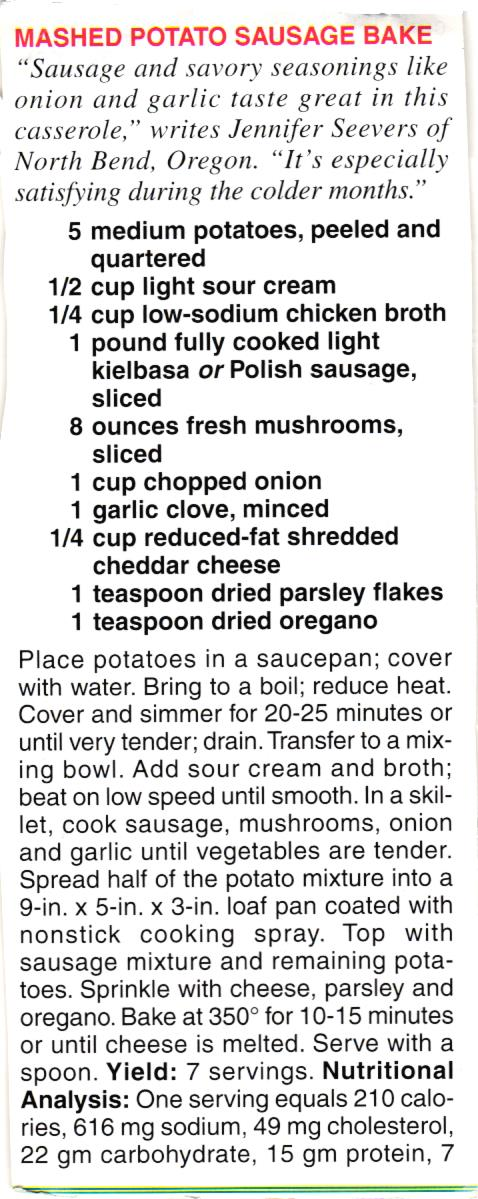 MASHED POTATO SAUSAGE BAKE
“Sausage and savory seasonings like
onion and garlic taste great in this
casserole,” writes Jennifer Seevers of
North Bend, Oregon. “It’s especially
satisfying during the colder months.”
5 medium potatoes, peeled and
quartered
1/2 cup light sour cream
1/4 cup low-sodium chicken broth
1 pound fully cooked light
kielbasa or Polish sausage,
sliced
8 ounces fresh mushrooms,
sliced
1 cup chopped onion
1 garlic clove, minced
1/4 cup reduced-fat shredded
cheddar cheese
1 teaspoon dried parsley flakes
1 teaspoon dried oregano
Place potatoes in a saucepan; cover
with water. Bring to a boil; reduce heat.
Cover and simmer for 20-25 minutes or
until very tender; drain. Transfer to a mix-
ing bowl. Add sour cream and broth;
beat on low speed until smooth. In a skil-
let, cook sausage, mushrooms, onion
and garlic until vegetables are tender.
Spread half of the potato mixture into a
9-in. x 5-in. x 3-in. loaf pan coated with
nonstick cooking spray. Top with
sausage mixture and remaining pota-
toes. Sprinkle with cheese, parsley and
oregano. Bake at 350° for 10-15 minutes
or until cheese is melted. Serve with a
spoon. Yield: 7 servings. Nutritional
Analysis: One serving equals 210 calo-
ries, 616 mg sodium, 49 mg cholesterol,
22 gm carbohydrate, 15 gm protein, 7